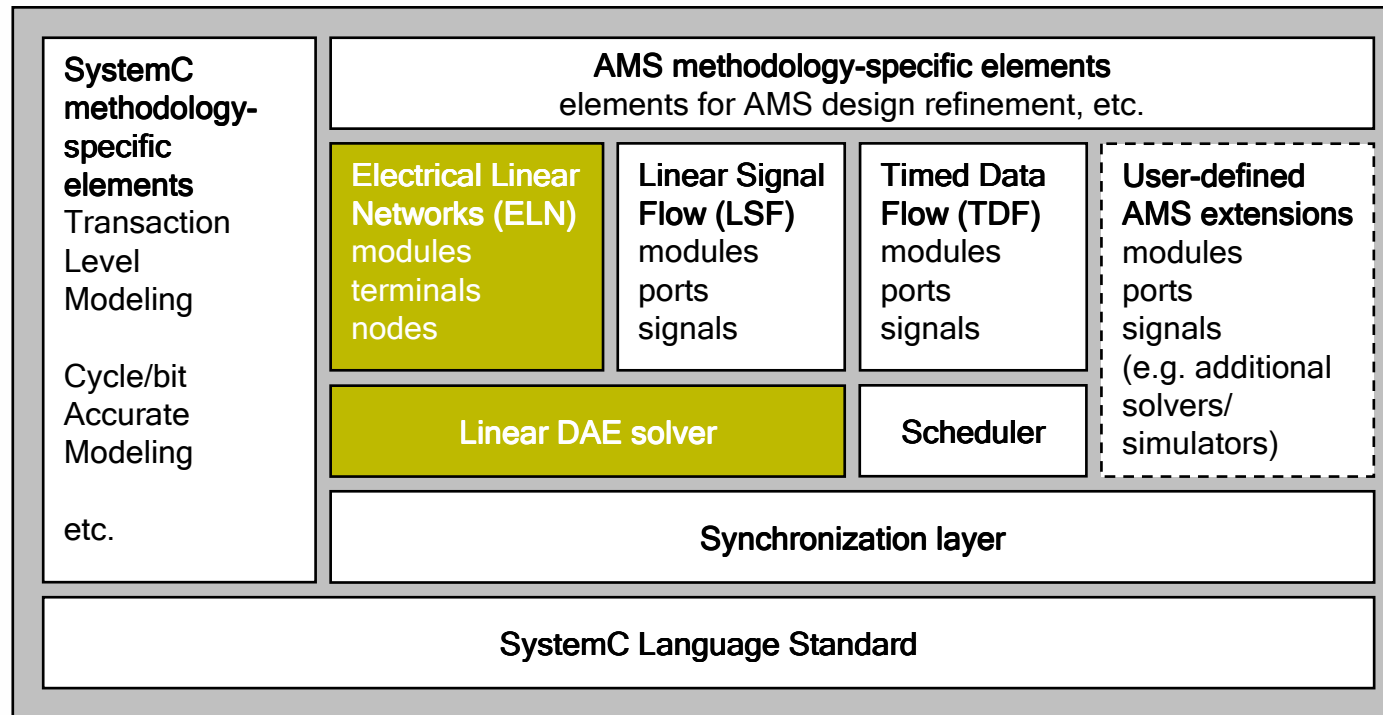 SystemC
methodology-
specific
elements
Transaction
Level
Modeling
Cycle/bit
Accurate
Modeling
etc.
AMS methodology-specific elements
elements for AMS design refinement, etc.
Electrical Linear
Networks (ELN)
modules
terminals
nodes
Linear Signal
Flow (LSF)
modules
ports
signals
Timed Data
Flow (TDF)
modules
ports
signals
User-defined
AMS extensions
modules
ports
signals
(e.g. additional
solvers/
simulators)
Linear DAE solver
Scheduler
Synchronization layer
SystemC Language Standard